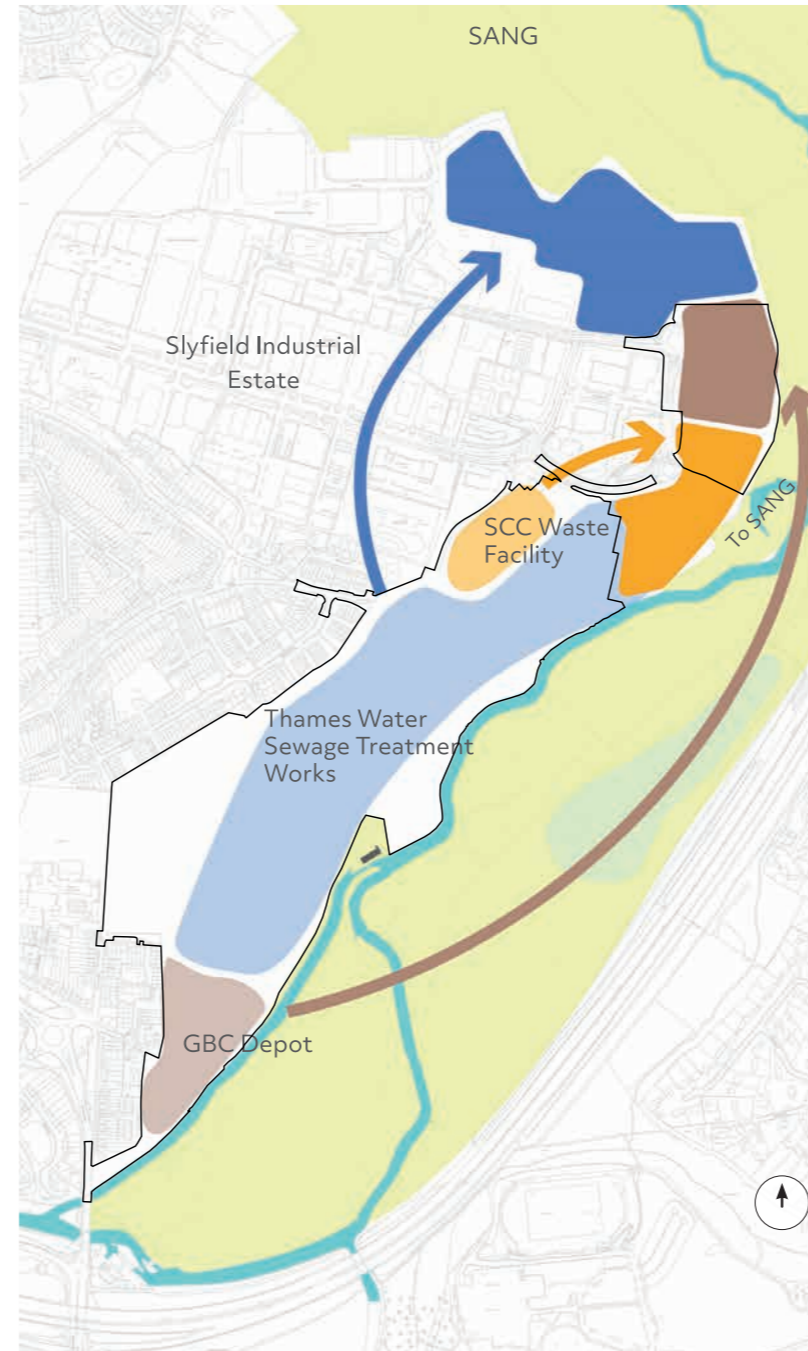 SANG
Slyfield Industrial
Estate
SCC Waste
Facility
To SANG
Thames Water
Sewage Treatment
Works
GBC Depot